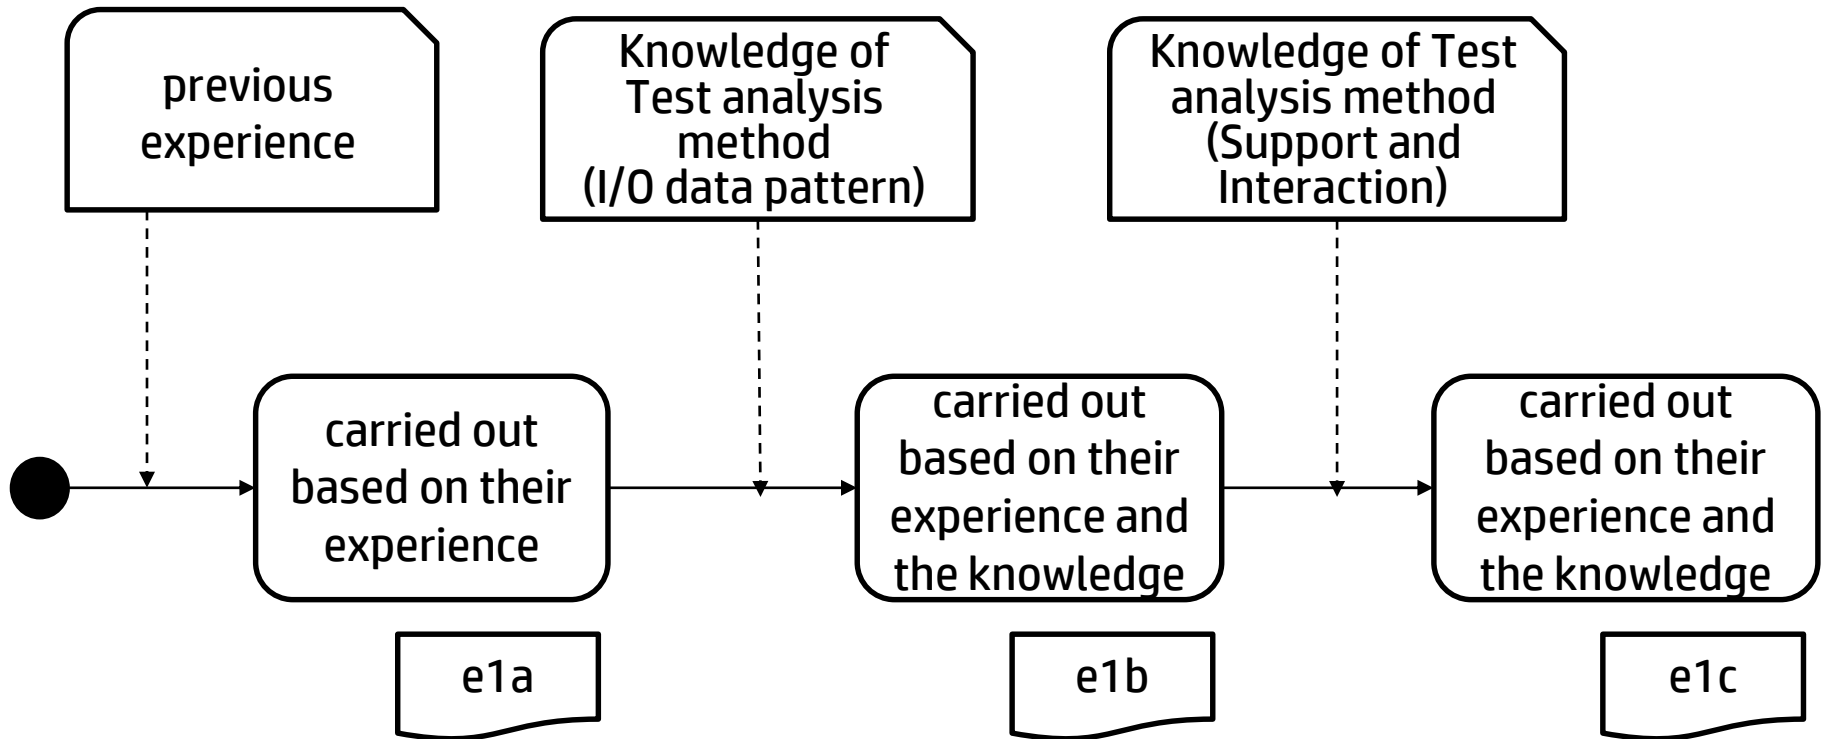 previous
experience
Knowledge of
Test analysis
method
(I/O data pattern)
Knowledge of Test
analysis method
(Support and
Interaction)
carried out
based on their
experience
carried out
based on their
experience and
the knowledge
carried out
based on their
experience and
the knowledge
e1a
e1b
e1c